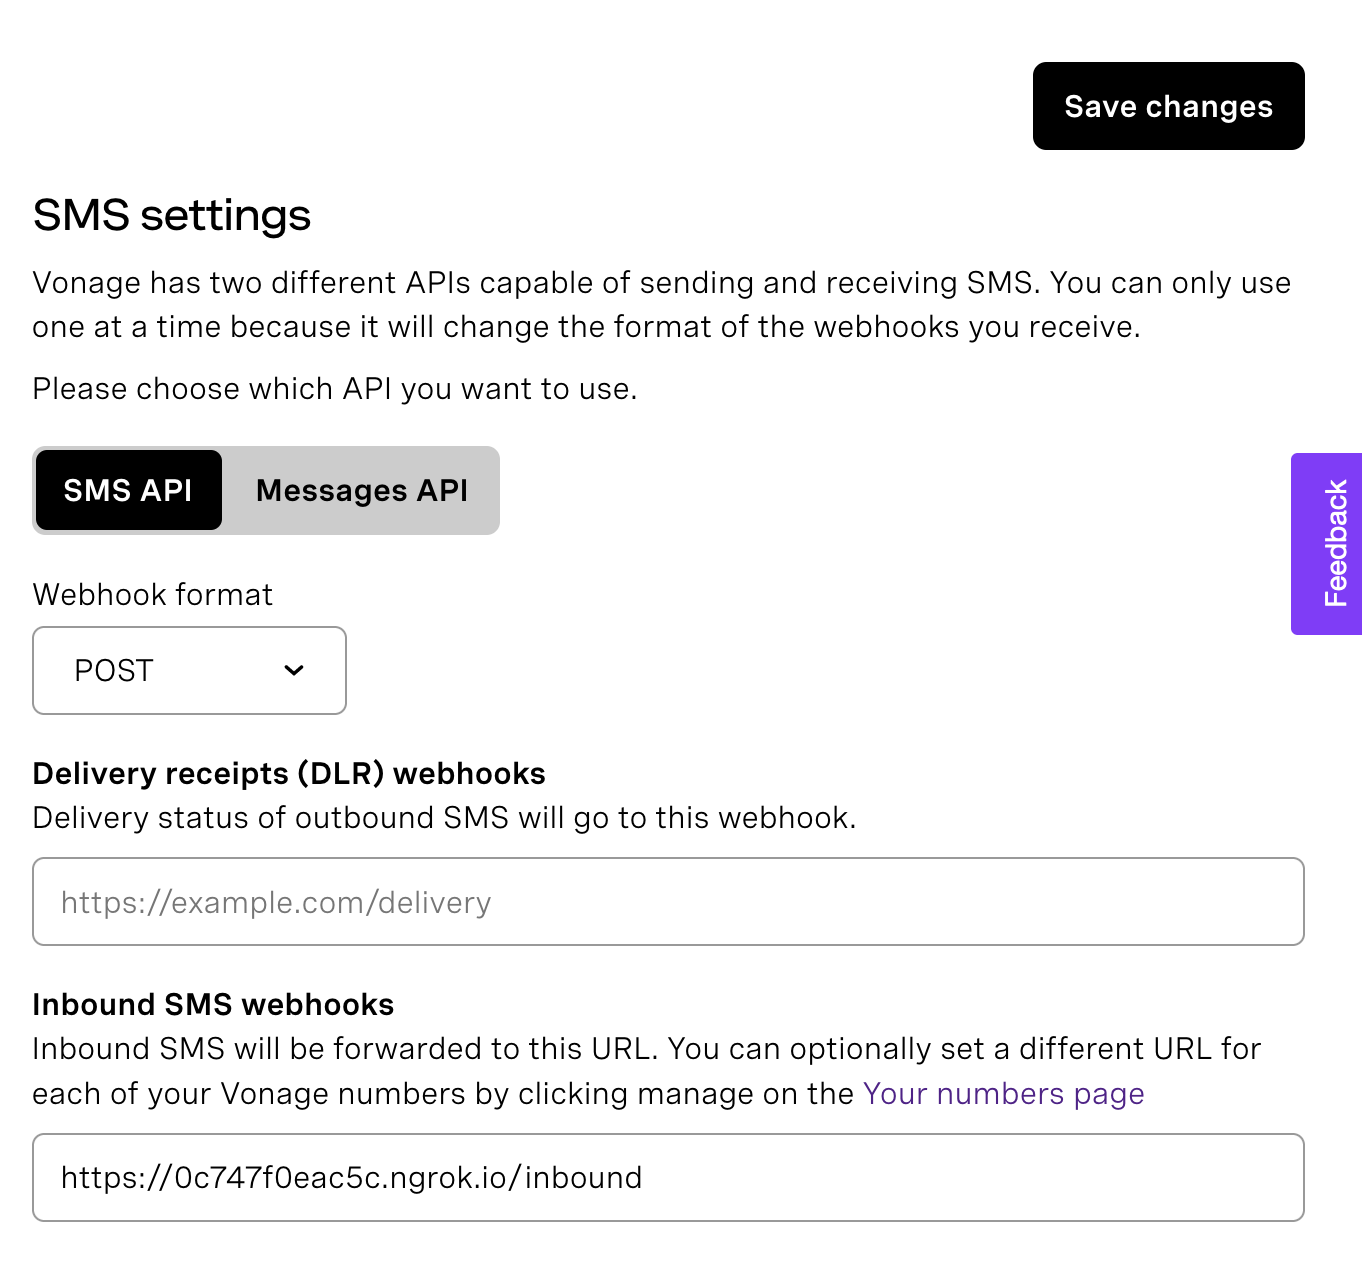 Save changes
SMS settings
Vonage has two different APIs capable of sending and receiving SMS. You can only use
one at a time because it will change the format of the webhooks you receive.
Please choose which API you want to use.
SMS API Messages API
Feedback
Webhook format
POST
Delivery receipts (DLR) webhooks
Delivery status of outbound SMS will go to this webhook.
https://example.com/delivery
Inbound SMS webhooks
Inbound SMS will be forwarded to this URL. You can optionally set a different URL for
each of your Vonage numbers by clicking manage on the Your numbers page
https://0c747f0eac5c.ngrok.io/inbound